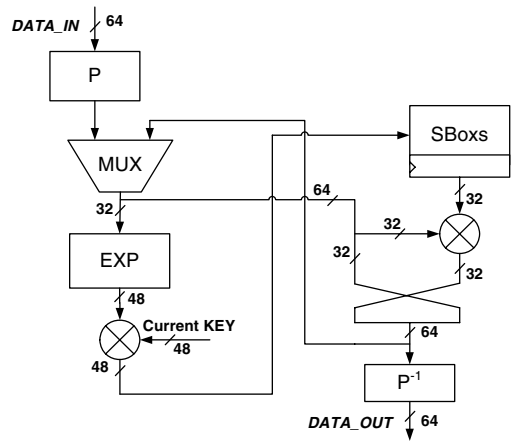 DATA_IN 64
P
MUX
SBoxs
64
32
32
32
32
EXP
32
48
Current KEY
48
48
64
P-1
DATA_OUT 64